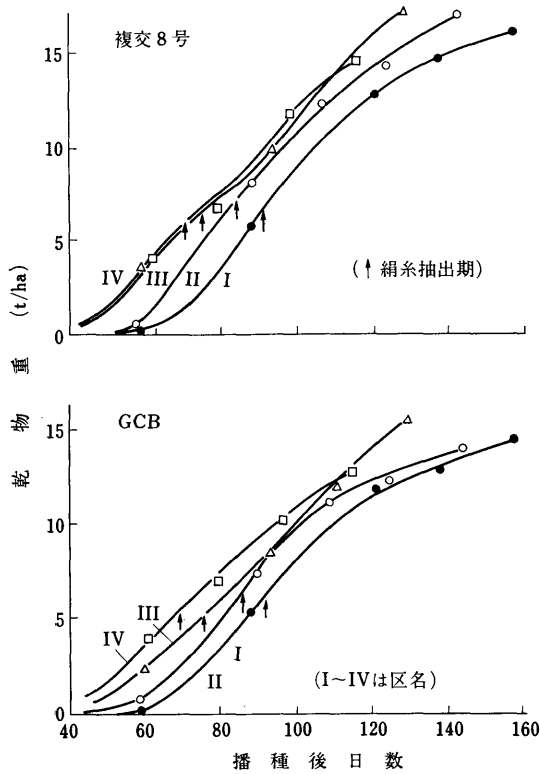 複交8号
15
10
5
0
IV
III
II
I
(↑ 絹糸抽出期)
乾物重 (t/ha)
GCB
15
10
5
0
IV
III
II
I
(I~IVは区名)
40
60
80
100
120
140
160
播種後日数